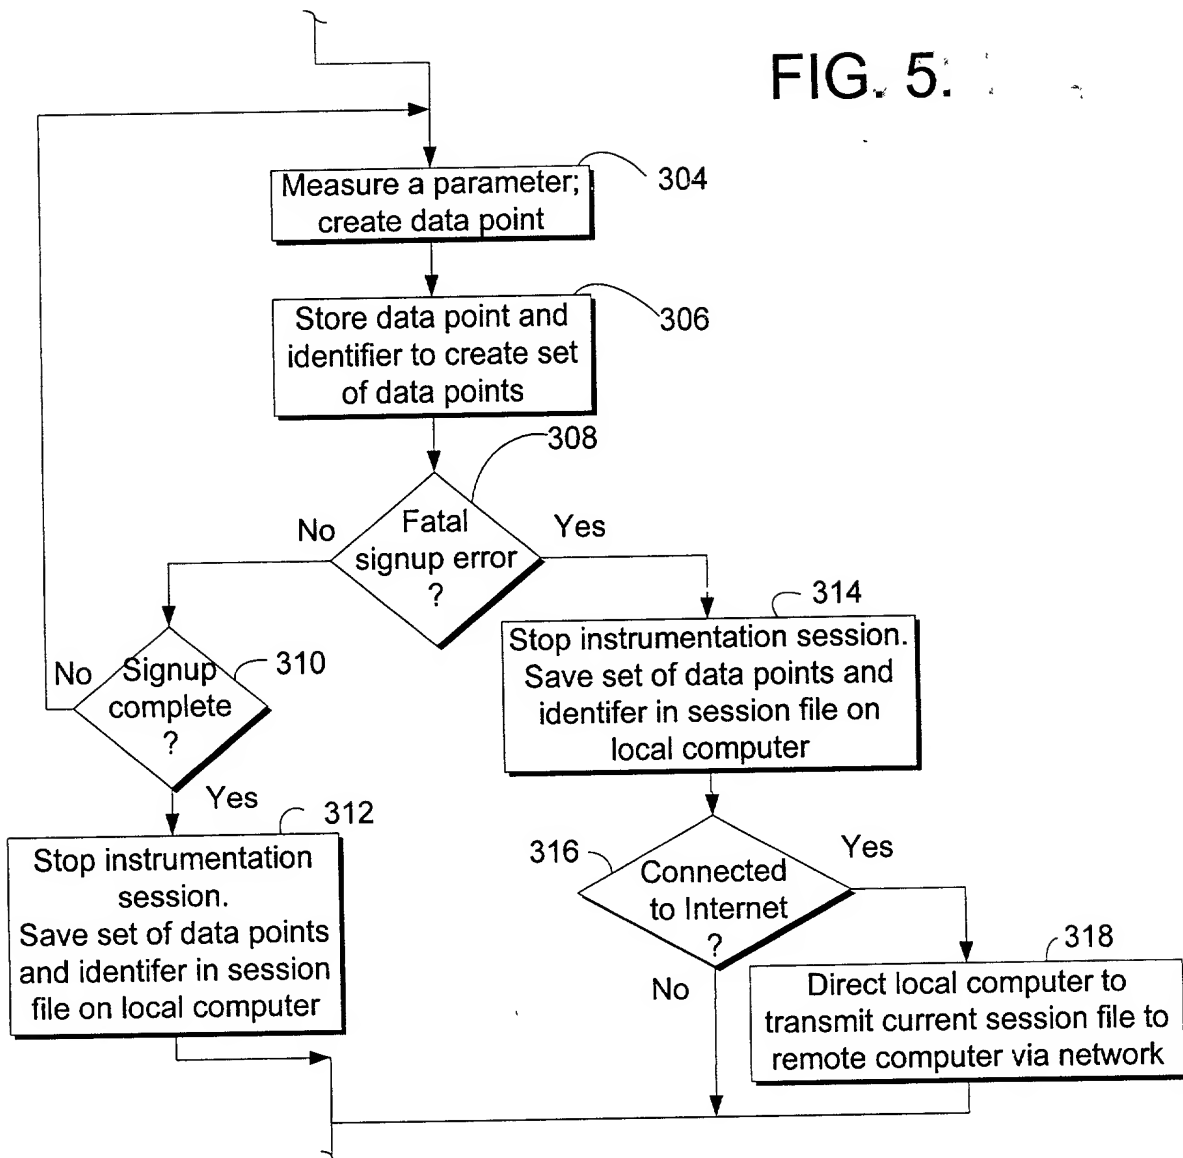 FIG. 5.
Measure a parameter;
create data point
304
Store data point and
identifier to create set
of data points
306
308
Fatal
signup error
?
No
Yes
314
Stop instrumentation session.
Save set of data points and
identifer in session file on
local computer
310
Signup
complete
?
No
Yes
312
Stop instrumentation
session.
Save set of data points
and identifer in session
file on local computer
316
Connected
to Internet
?
Yes
No
318
Direct local computer to
transmit current session file to
remote computer via network